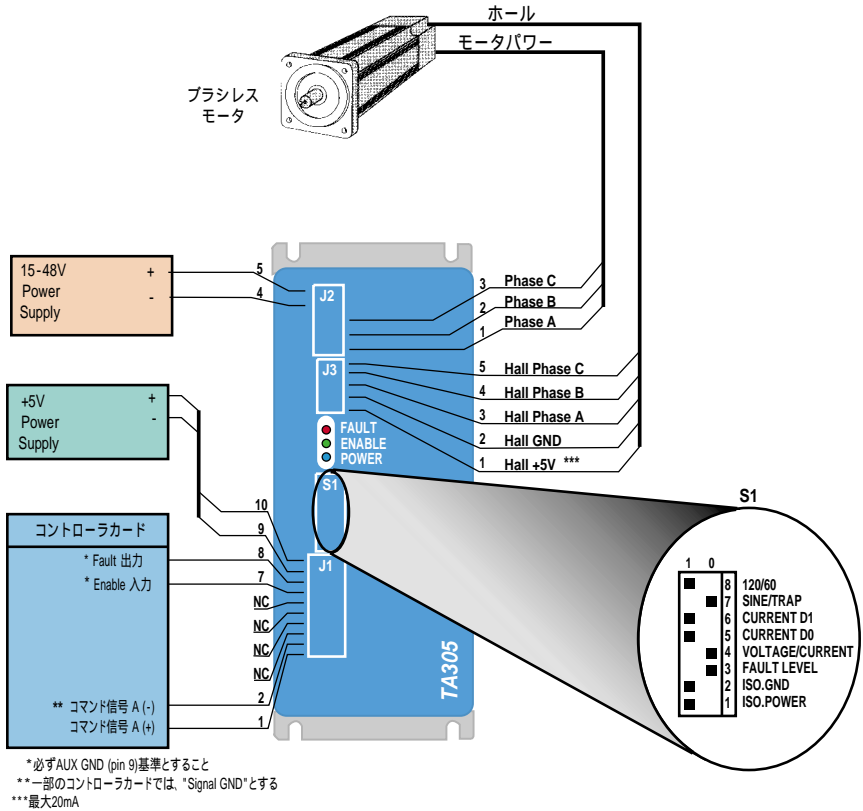 ホール
モータパワー
ブラシレス
モータ
15-48V +
Power -
Supply
5
4
J2
3 Phase C
2 Phase B
1 Phase A
J3
5 Hall Phase C
4 Hall Phase B
3 Hall Phase A
2 Hall GND
1 Hall +5V ***
+5V +
Power -
Supply
FAULT
ENABLE
POWER
S1
10
9
8
7
NC
NC
NC
NC
2
1
J1
TA305
コントローラカード
* Fault 出力
* Enable 入力
** コマンド信号 A (-)
コマンド信号 A (+)
S1
1 0
8 120/60
7 SINE/TRAP
6 CURRENT D1
5 CURRENT D0
4 VOLTAGE/CURRENT
3 FAULT LEVEL
2 ISO.GND
1 ISO.POWER
*必ずAUX GND (pin 9)基準とすること
**一部のコントローラカードでは、"Signal GND"とする
***最大20mA